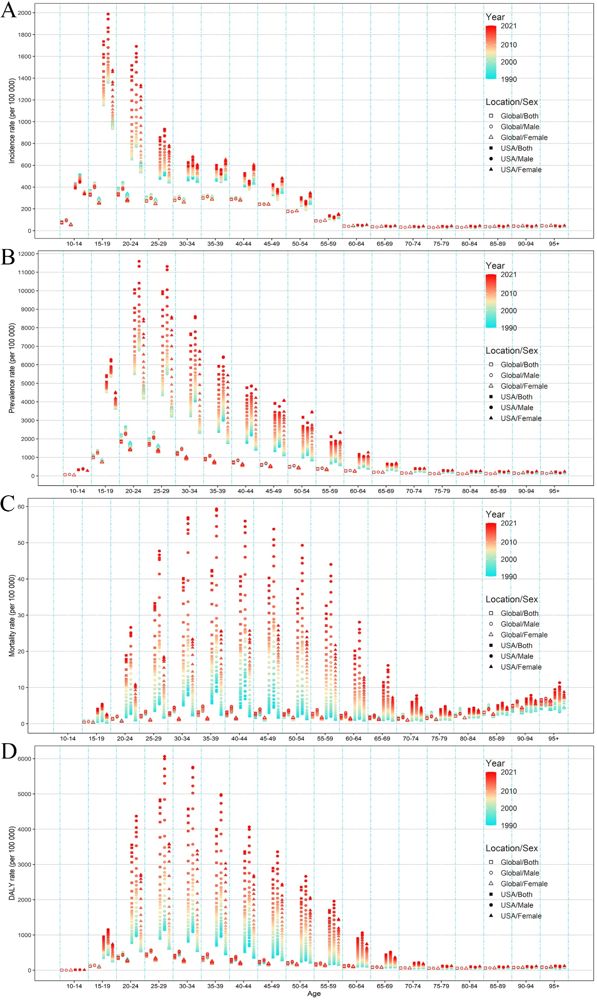 A
Incidence rate (per 100 000)
2000
1800
1600
1400
1200
1000
800
600
400
200
0
Year
2021
2010
2000
1990
Location/Sex
Global/Both
Global/Male
Global/Female
USA/Both
USA/Male
USA/Female
10-14 15-19 20-24 25-29 30-34 35-39 40-44 45-49 50-54 55-59 60-64 65-69 70-74 75-79 80-84 85-89 90-94 95+
B
Prevalence rate (per 100 000)
12000
11000
10000
9000
8000
7000
6000
5000
4000
3000
2000
1000
0
Year
2021
2010
2000
1990
Location/Sex
Global/Both
Global/Male
Global/Female
USA/Both
USA/Male
USA/Female
10-14 15-19 20-24 25-29 30-34 35-39 40-44 45-49 50-54 55-59 60-64 65-69 70-74 75-79 80-84 85-89 90-94 95+
C
Mortality rate (per 100 000)
60
50
40
30
20
10
0
Year
2021
2010
2000
1990
Location/Sex
Global/Both
Global/Male
Global/Female
USA/Both
USA/Male
USA/Female
10-14 15-19 20-24 25-29 30-34 35-39 40-44 45-49 50-54 55-59 60-64 65-69 70-74 75-79 80-84 85-89 90-94 95+
D
DALY rate (per 100 000)
6000
5000
4000
3000
2000
1000
0
Year
2021
2010
2000
1990
Location/Sex
Global/Both
Global/Male
Global/Female
USA/Both
USA/Male
USA/Female
10-14 15-19 20-24 25-29 30-34 35-39 40-44 45-49 50-54 55-59 60-64 65-69 70-74 75-79 80-84 85-89 90-94 95+
Age